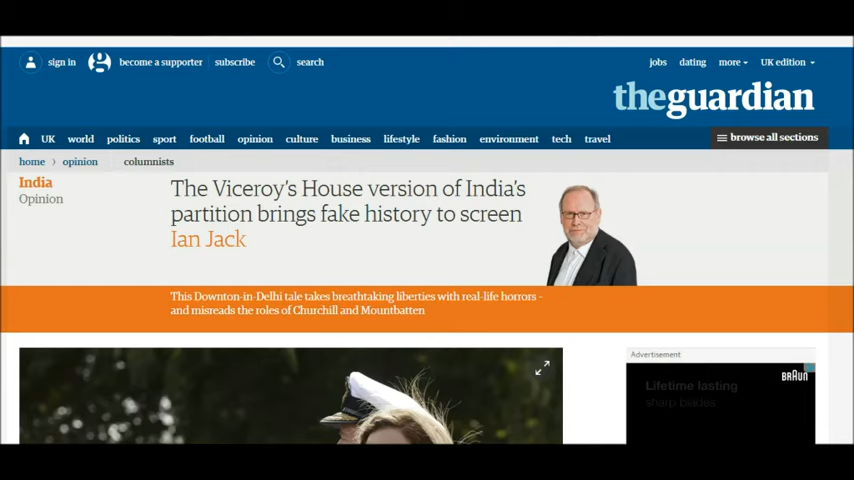 sign in become a supporter subscribe search jobs dating more UK edition
theguardian
UK world politics sport football opinion culture business lifestyle fashion environment tech travel browse all sections
home › opinion columnists
India
Opinion
The Viceroy's House version of India's
partition brings fake history to screen
Ian Jack
This Downton-in-Delhi tale takes breathtaking liberties with real-life horrors -
and misreads the roles of Churchill and Mountbatten
Advertisement
BRAUN
Lifetime lasting
sharp blades